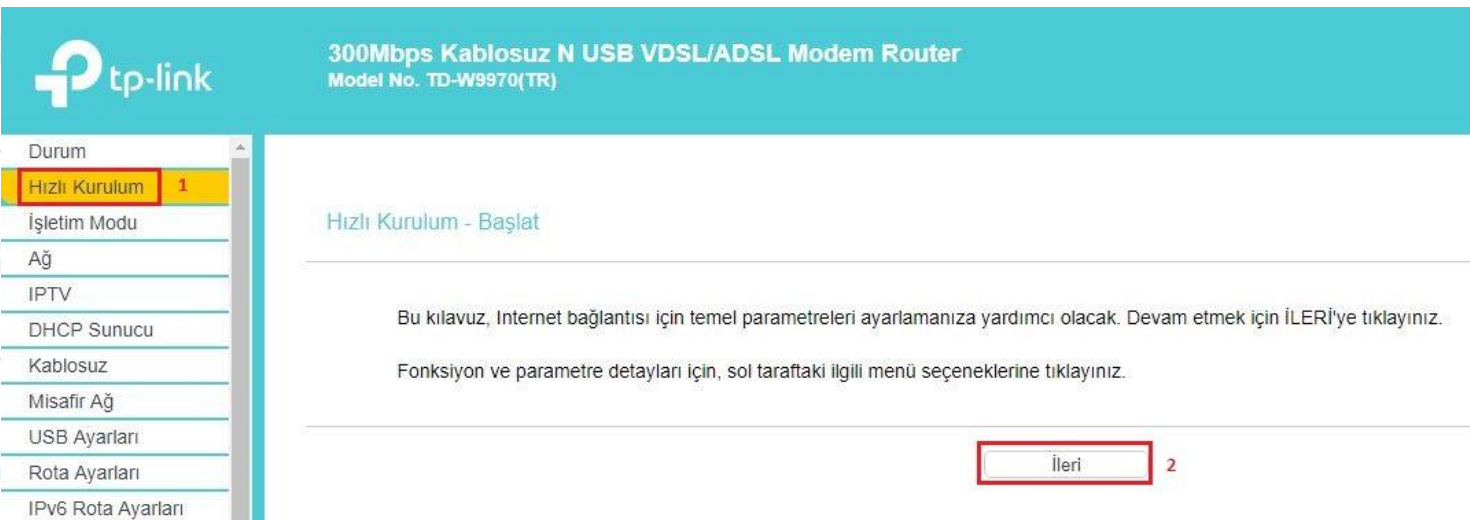 tp-link
300Mbps Kablosuz N USB VDSL/ADSL Modem Router
Model No. TD-W9970(TR)
Durum
Hızlı Kurulum 1
İşletim Modu
Ağ
IPTV
DHCP Sunucu
Kablosuz
Misafir Ağ
USB Ayarları
Rota Ayarları
IPv6 Rota Ayarları
Hızlı Kurulum - Başlat
Bu kılavuz, Internet bağlantısı için temel parametreleri ayarlamanıza yardımcı olacak. Devam etmek için İLERİ'ye tıklayınız.
Fonksiyon ve parametre detayları için, sol taraftaki ilgili menü seçeneklerine tıklayınız.
İleri 2